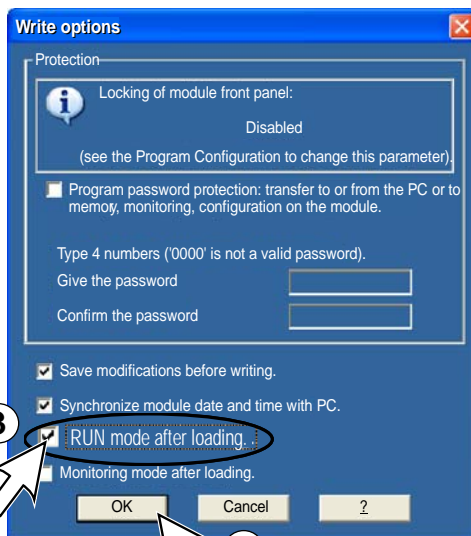 Write options
Protection
Locking of module front panel:
Disabled
(see the Program Configuration to change this parameter).
Program password protection: transfer to or from the PC or to
memory, monitoring, configuration on the module.
Type 4 numbers ('0000' is not a valid password).
Give the password
Confirm the password
Save modifications before writing.
Synchronize module date and time with PC.
RUN mode after loading.
Monitoring mode after loading.
OK Cancel ?